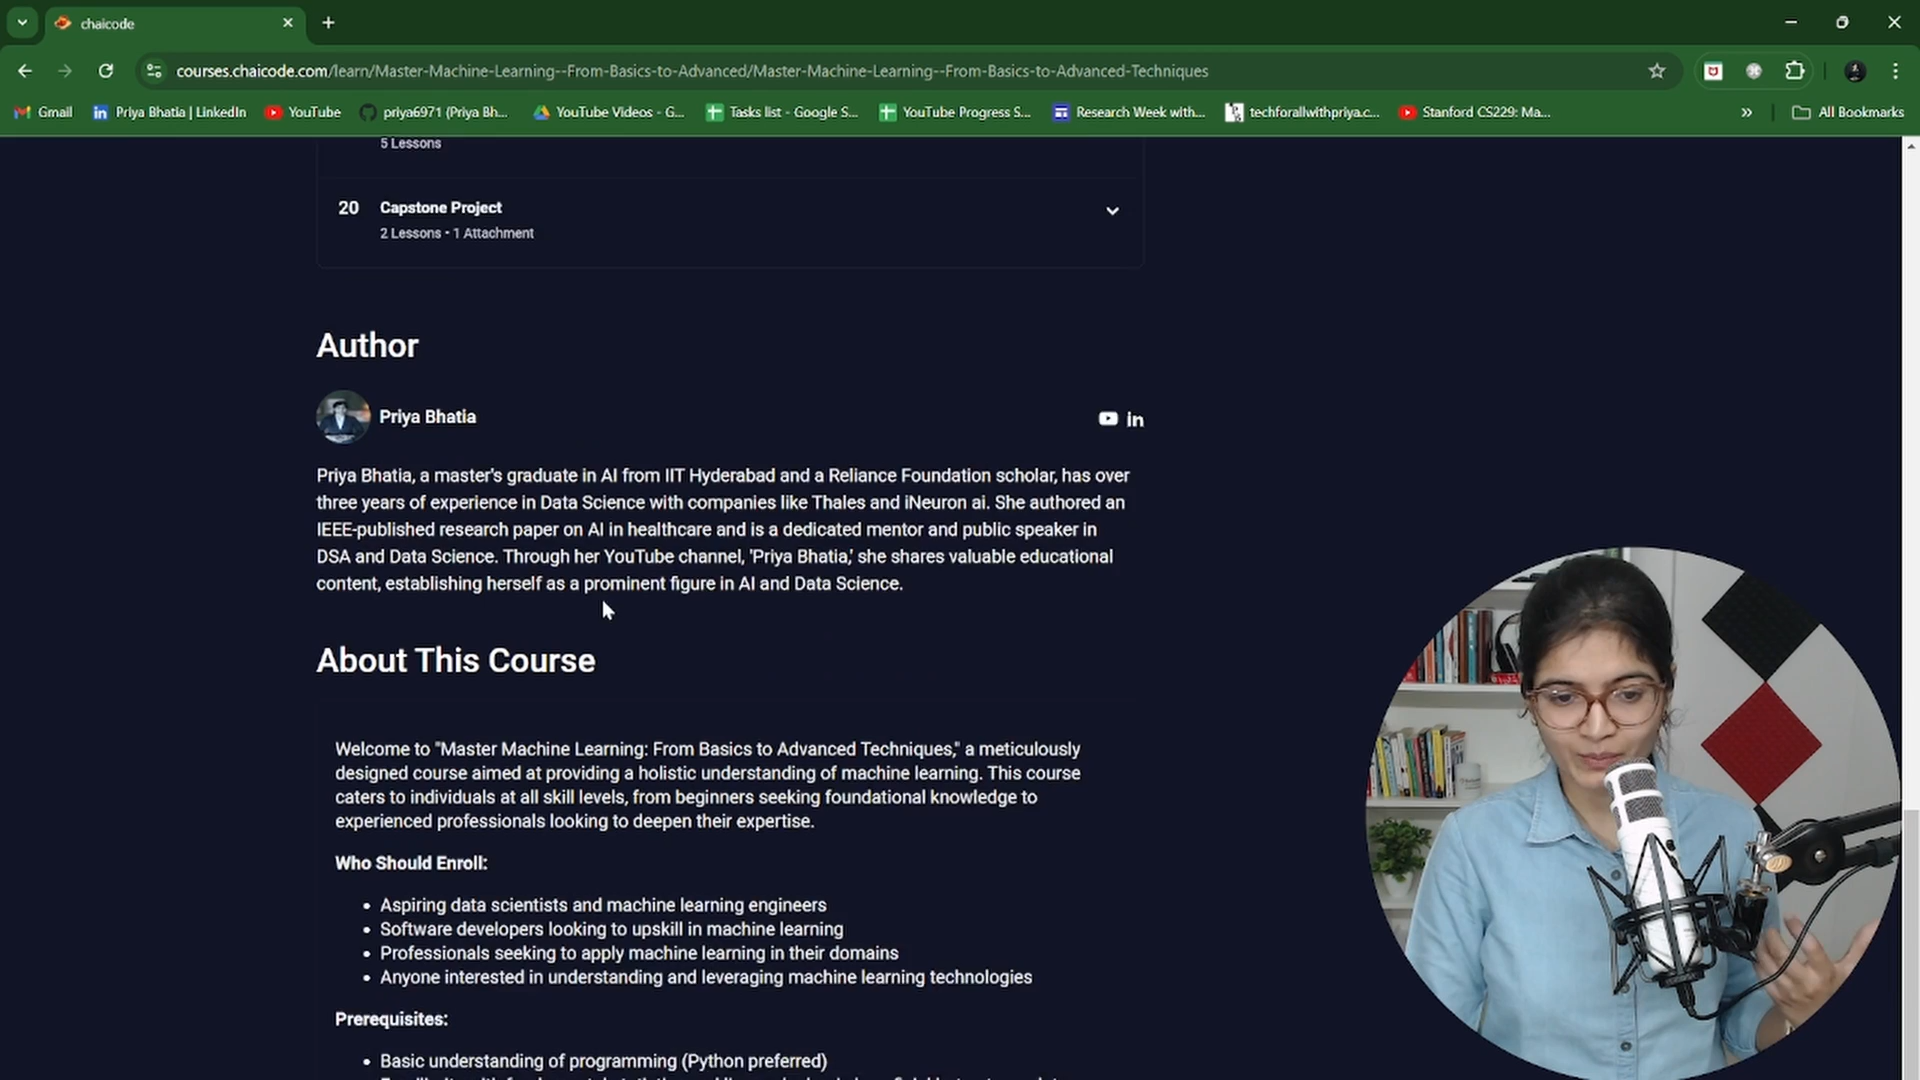 chaicode
courses.chaicode.com/learn/Master-Machine-Learning--From-Basics-to-Advanced/Master-Machine-Learning--From-Basics-to-Advanced-Techniques
Gmail
Priya Bhatia | LinkedIn
YouTube
priya6971 (Priya Bh...
YouTube Videos - G...
Tasks list - Google S...
YouTube Progress S...
Research Week with...
techforallwithpriya.c...
Stanford CS229: Ma...
All Bookmarks
5 Lessons
20 Capstone Project
2 Lessons • 1 Attachment
Author
Priya Bhatia
Priya Bhatia, a master's graduate in AI from IIT Hyderabad and a Reliance Foundation scholar, has over
three years of experience in Data Science with companies like Thales and iNeuron ai. She authored an
IEEE-published research paper on AI in healthcare and is a dedicated mentor and public speaker in
DSA and Data Science. Through her YouTube channel, 'Priya Bhatia,' she shares valuable educational
content, establishing herself as a prominent figure in AI and Data Science.
About This Course
Welcome to "Master Machine Learning: From Basics to Advanced Techniques," a meticulously
designed course aimed at providing a holistic understanding of machine learning. This course
caters to individuals at all skill levels, from beginners seeking foundational knowledge to
experienced professionals looking to deepen their expertise.
Who Should Enroll:
• Aspiring data scientists and machine learning engineers
• Software developers looking to upskill in machine learning
• Professionals seeking to apply machine learning in their domains
• Anyone interested in understanding and leveraging machine learning technologies
Prerequisites:
• Basic understanding of programming (Python preferred)